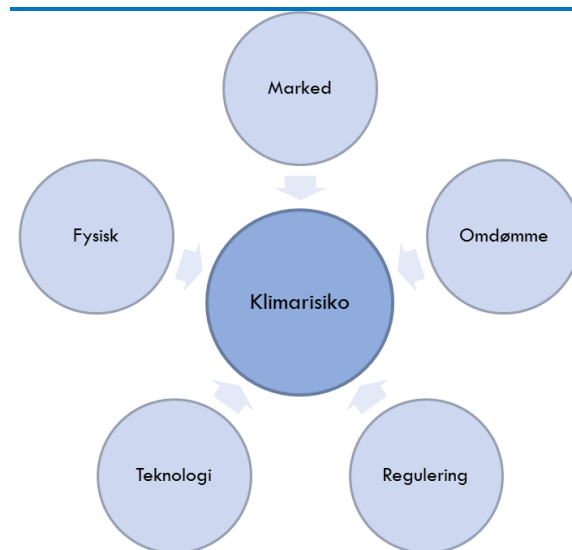 Marked
Fysisk
Omdømme
Klimarisiko
Teknologi
Regulering